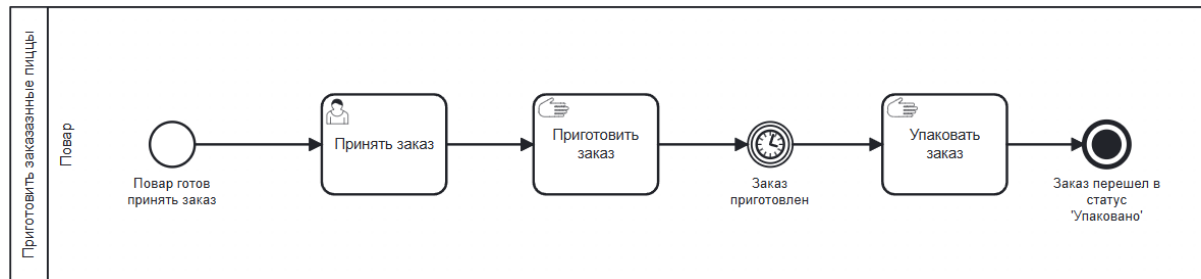 Приготовить заказазнные пиццы
Повар
Повар готов
принять заказ
Принять заказ
Приготовить
заказ
Заказ
приготовлен
Упаковать
заказ
Заказ перешел в
статус
'Упаковано'